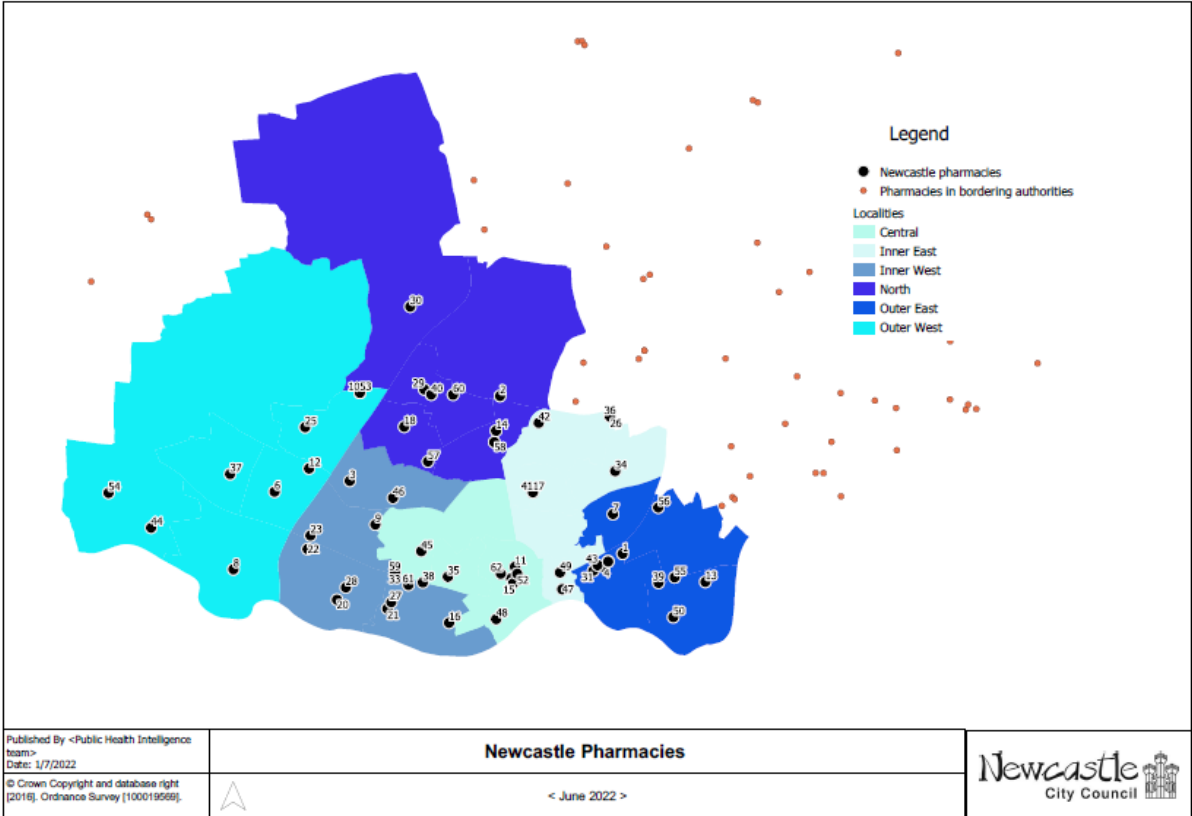 Legend
Newcastle pharmacies
Pharmacies in bordering authorities
Localities
Central
Inner East
Inner West
North
Outer East
Outer West
30
29
40
60
2
1053
18
14
58
42
36
26
25
57
12
37
3
34
54
6
46
4117
7
56
44
9
23
22
45
11
43
1
8
59
33
61
38
35
62
52
15
49
31
4
39
55
13
28
20
27
21
47
16
48
50
Published By <Public Health Intelligence
team>
Date: 1/7/2022
Newcastle Pharmacies
© Crown Copyright and database right
[2016]. Ordnance Survey [100019569].
< June 2022 >
Newcastle
City Council